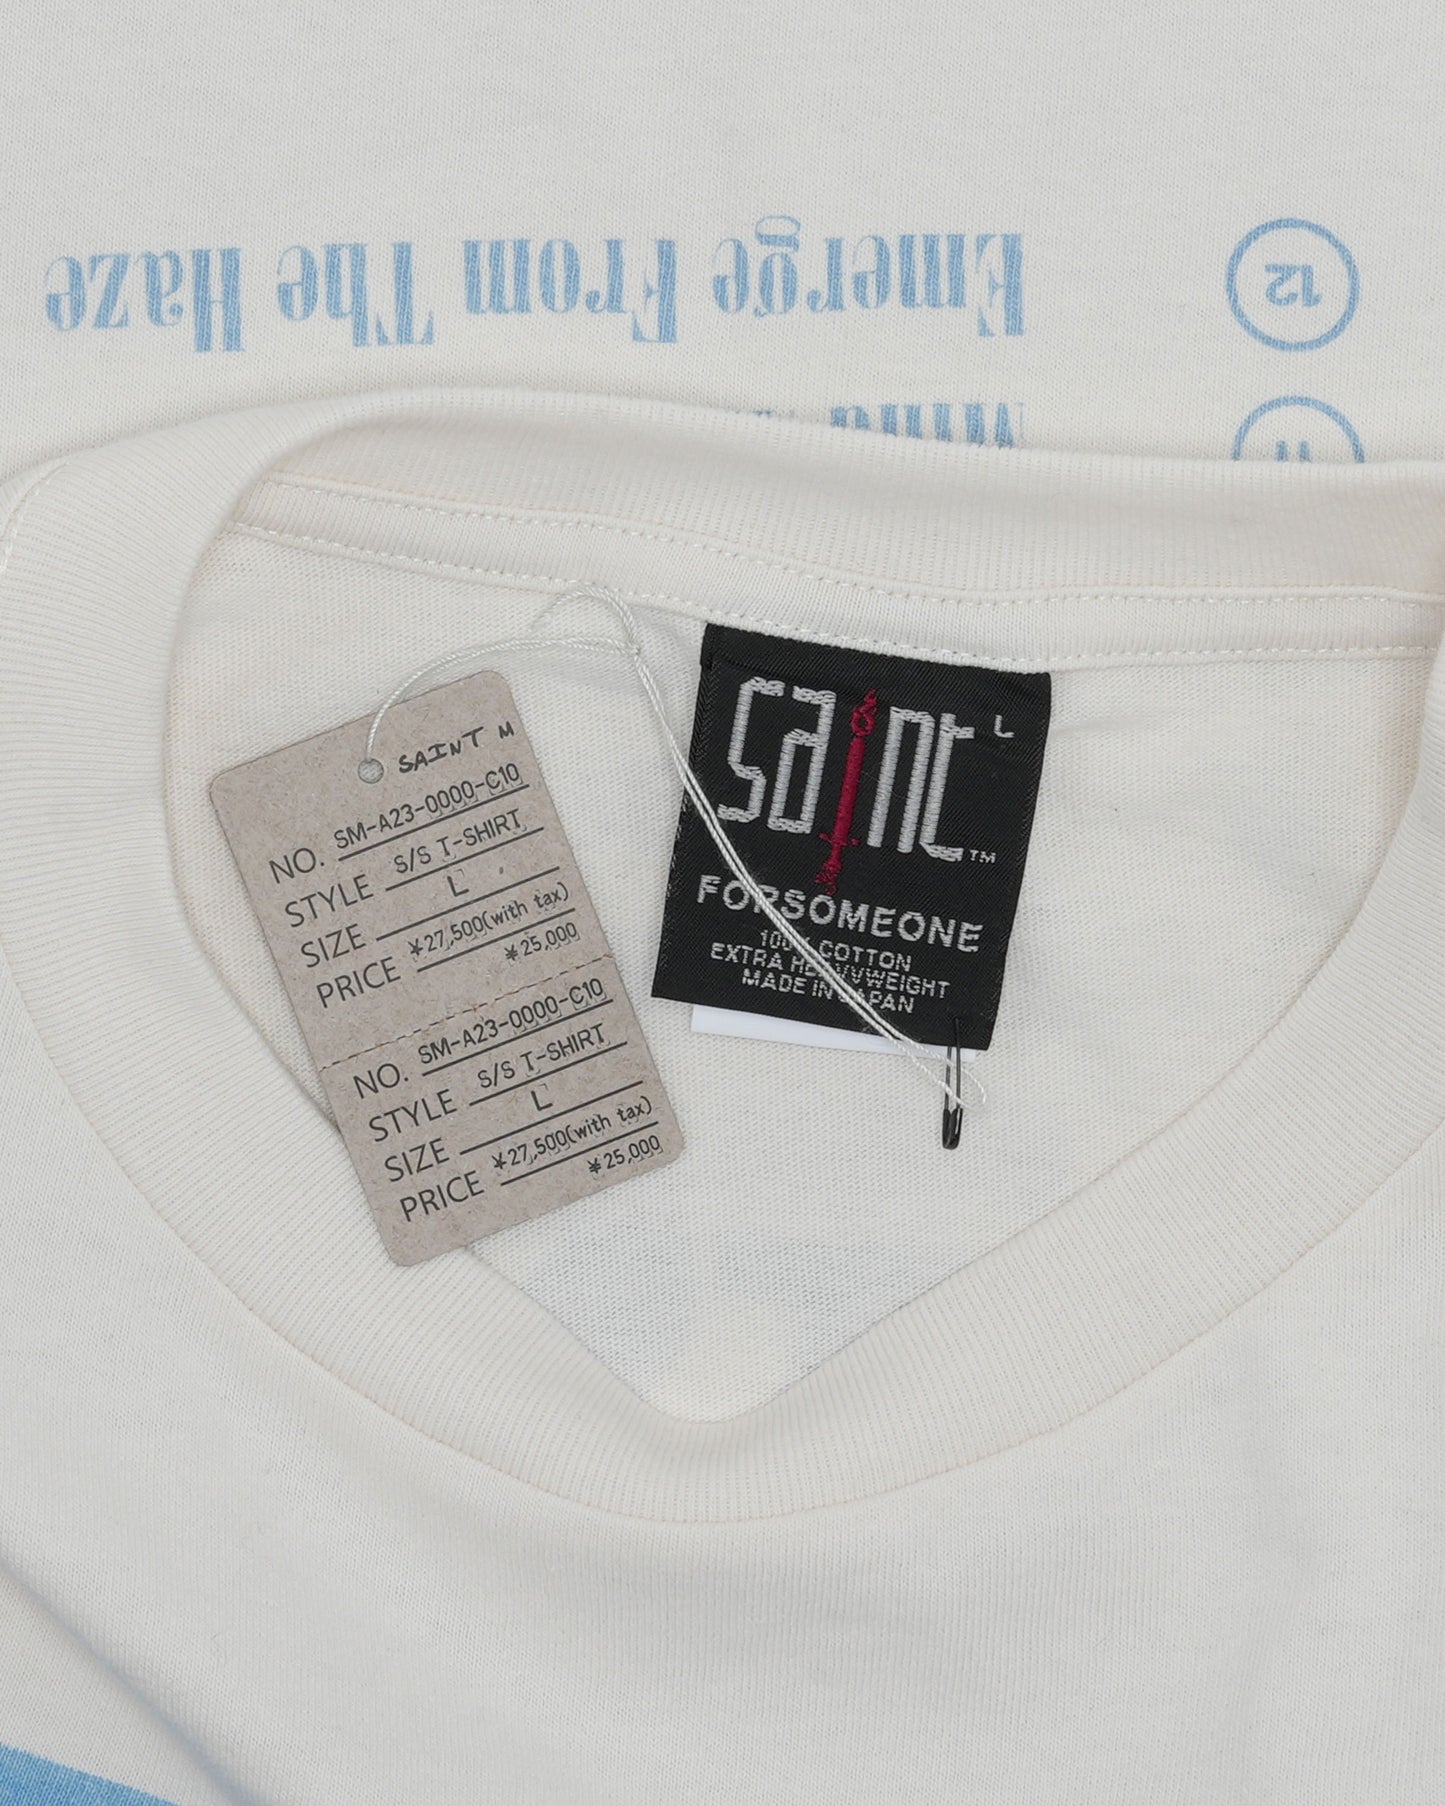 Emerge From The Haze
12
11
SAINT M
NO. SM-A23-0000-C10
STYLE S/S T-SHIRT
SIZE L
PRICE ¥27,500(with tax)
¥25,000
NO. SM-A23-0000-C10
STYLE S/S T-SHIRT
SIZE L
PRICE ¥27,500(with tax)
¥25,000
saint L
TM
FORSOMEONE
100% COTTON
EXTRA HEAVYWEIGHT
MADE IN JAPAN